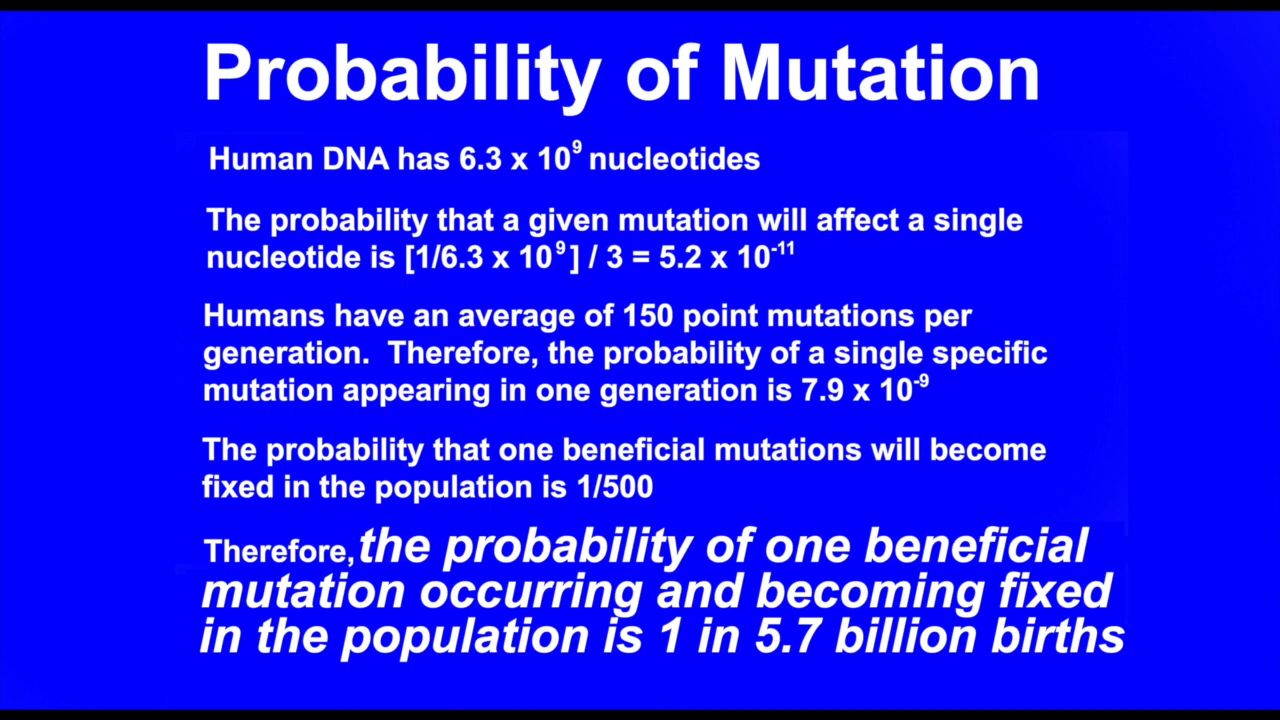 Probability of Mutation
Human DNA has 6.3 x 10⁹ nucleotides
The probability that a given mutation will affect a single
nucleotide is [1/6.3 x 10⁹] / 3 = 5.2 x 10⁻¹¹
Humans have an average of 150 point mutations per
generation. Therefore, the probability of a single specific
mutation appearing in one generation is 7.9 x 10⁻⁹
The probability that one beneficial mutations will become
fixed in the population is 1/500
Therefore, the probability of one beneficial
mutation occurring and becoming fixed
in the population is 1 in 5.7 billion births